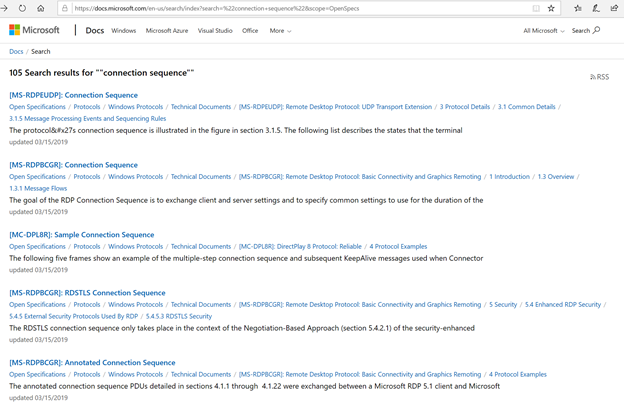 https://docs.microsoft.com/en-us/search/index?search=%22connection+sequence%22&scope=OpenSpecs
Microsoft Docs Windows Microsoft Azure Visual Studio Office More All Microsoft Search
Docs / Search
105 Search results for ""connection sequence""
RSS
[MS-RDPEUDP]: Connection Sequence
Open Specifications / Protocols / Windows Protocols / Technical Documents / [MS-RDPEUDP]: Remote Desktop Protocol: UDP Transport Extension / 3 Protocol Details / 3.1 Common Details /
3.1.5 Message Processing Events and Sequencing Rules
The protocol&#x27s connection sequence is illustrated in the figure in section 3.1.5. The following list describes the states that the terminal
updated 03/15/2019
[MS-RDPBCGR]: Connection Sequence
Open Specifications / Protocols / Windows Protocols / Technical Documents / [MS-RDPBCGR]: Remote Desktop Protocol: Basic Connectivity and Graphics Remoting / 1 Introduction / 1.3 Overview /
1.3.1 Message Flows
The goal of the RDP Connection Sequence is to exchange client and server settings and to specify common settings to use for the duration of the
updated 03/15/2019
[MC-DPL8R]: Sample Connection Sequence
Open Specifications / Protocols / Windows Protocols / Technical Documents / [MC-DPL8R]: DirectPlay 8 Protocol: Reliable / 4 Protocol Examples
The following five frames show an example of the multiple-step connection sequence and subsequent KeepAlive messages used when Connector
updated 03/15/2019
[MS-RDPBCGR]: RDSTLS Connection Sequence
Open Specifications / Protocols / Windows Protocols / Technical Documents / [MS-RDPBCGR]: Remote Desktop Protocol: Basic Connectivity and Graphics Remoting / 5 Security / 5.4 Enhanced RDP Security /
5.4.5 External Security Protocols Used By RDP / 5.4.5.3 RDSTLS Security
The RDSTLS connection sequence only takes place in the context of the Negotiation-Based Approach (section 5.4.2.1) of the security-enhanced
updated 03/15/2019
[MS-RDPBCGR]: Annotated Connection Sequence
Open Specifications / Protocols / Windows Protocols / Technical Documents / [MS-RDPBCGR]: Remote Desktop Protocol: Basic Connectivity and Graphics Remoting / 4 Protocol Examples
The annotated connection sequence PDUs detailed in sections 4.1.1 through 4.1.22 were exchanged between a Microsoft RDP 5.1 client and Microsoft
updated 03/15/2019